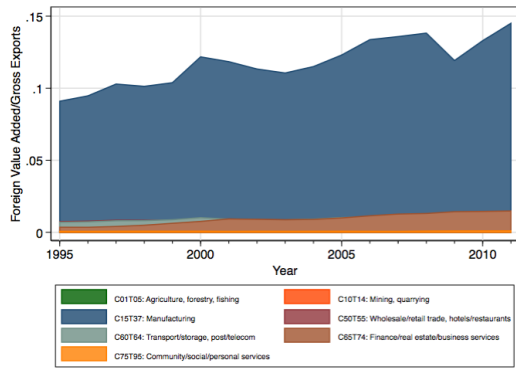 .15
.1
.05
0
Foreign Value Added/Gross Exports
1995
2000
2005
2010
Year
C01T05: Agriculture, forestry, fishing
C10T14: Mining, quarrying
C15T37: Manufacturing
C50T55: Wholesale/retail trade, hotels/restaurants
C60T64: Transport/storage, post/telecom
C65T74: Finance/real estate/business services
C75T95: Community/social/personal services